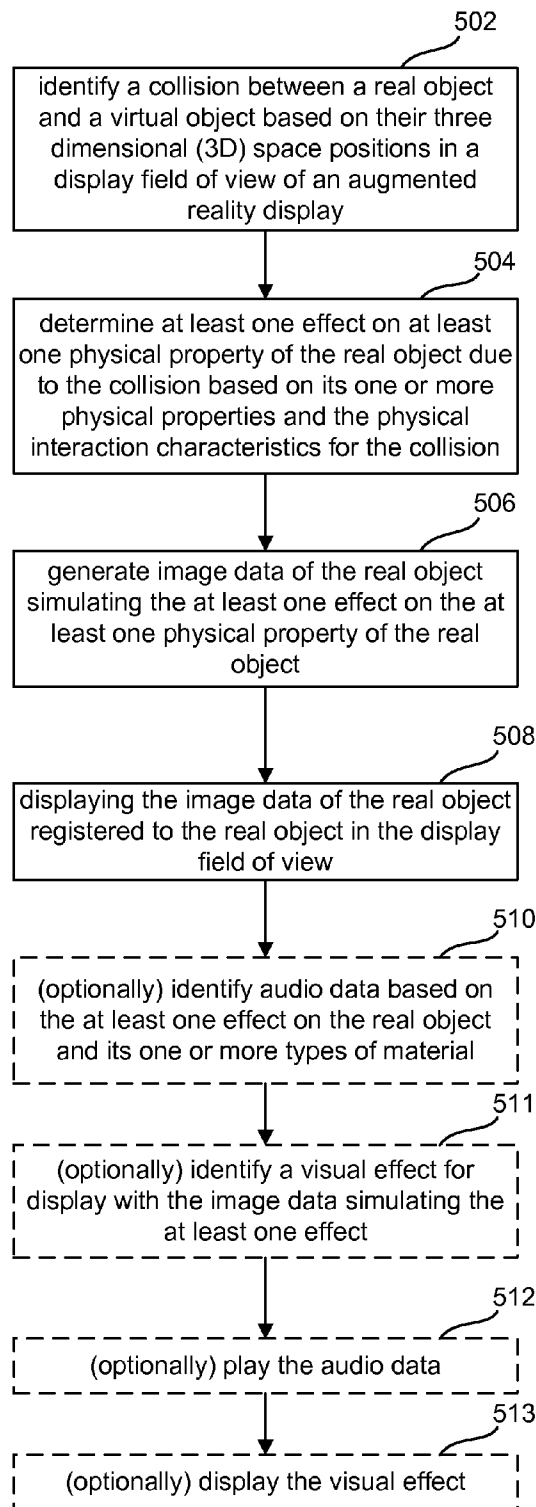 502
identify a collision between a real object
and a virtual object based on their three
dimensional (3D) space positions in a
display field of view of an augmented
reality display
504
determine at least one effect on at least
one physical property of the real object due
to the collision based on its one or more
physical properties and the physical
interaction characteristics for the collision
506
generate image data of the real object
simulating the at least one effect on the at
least one physical property of the real
object
508
displaying the image data of the real object
registered to the real object in the display
field of view
510
(optionally) identify audio data based on
the at least one effect on the real object
and its one or more types of material
511
(optionally) identify a visual effect for
display with the image data simulating the
at least one effect
512
(optionally) play the audio data
513
(optionally) display the visual effect